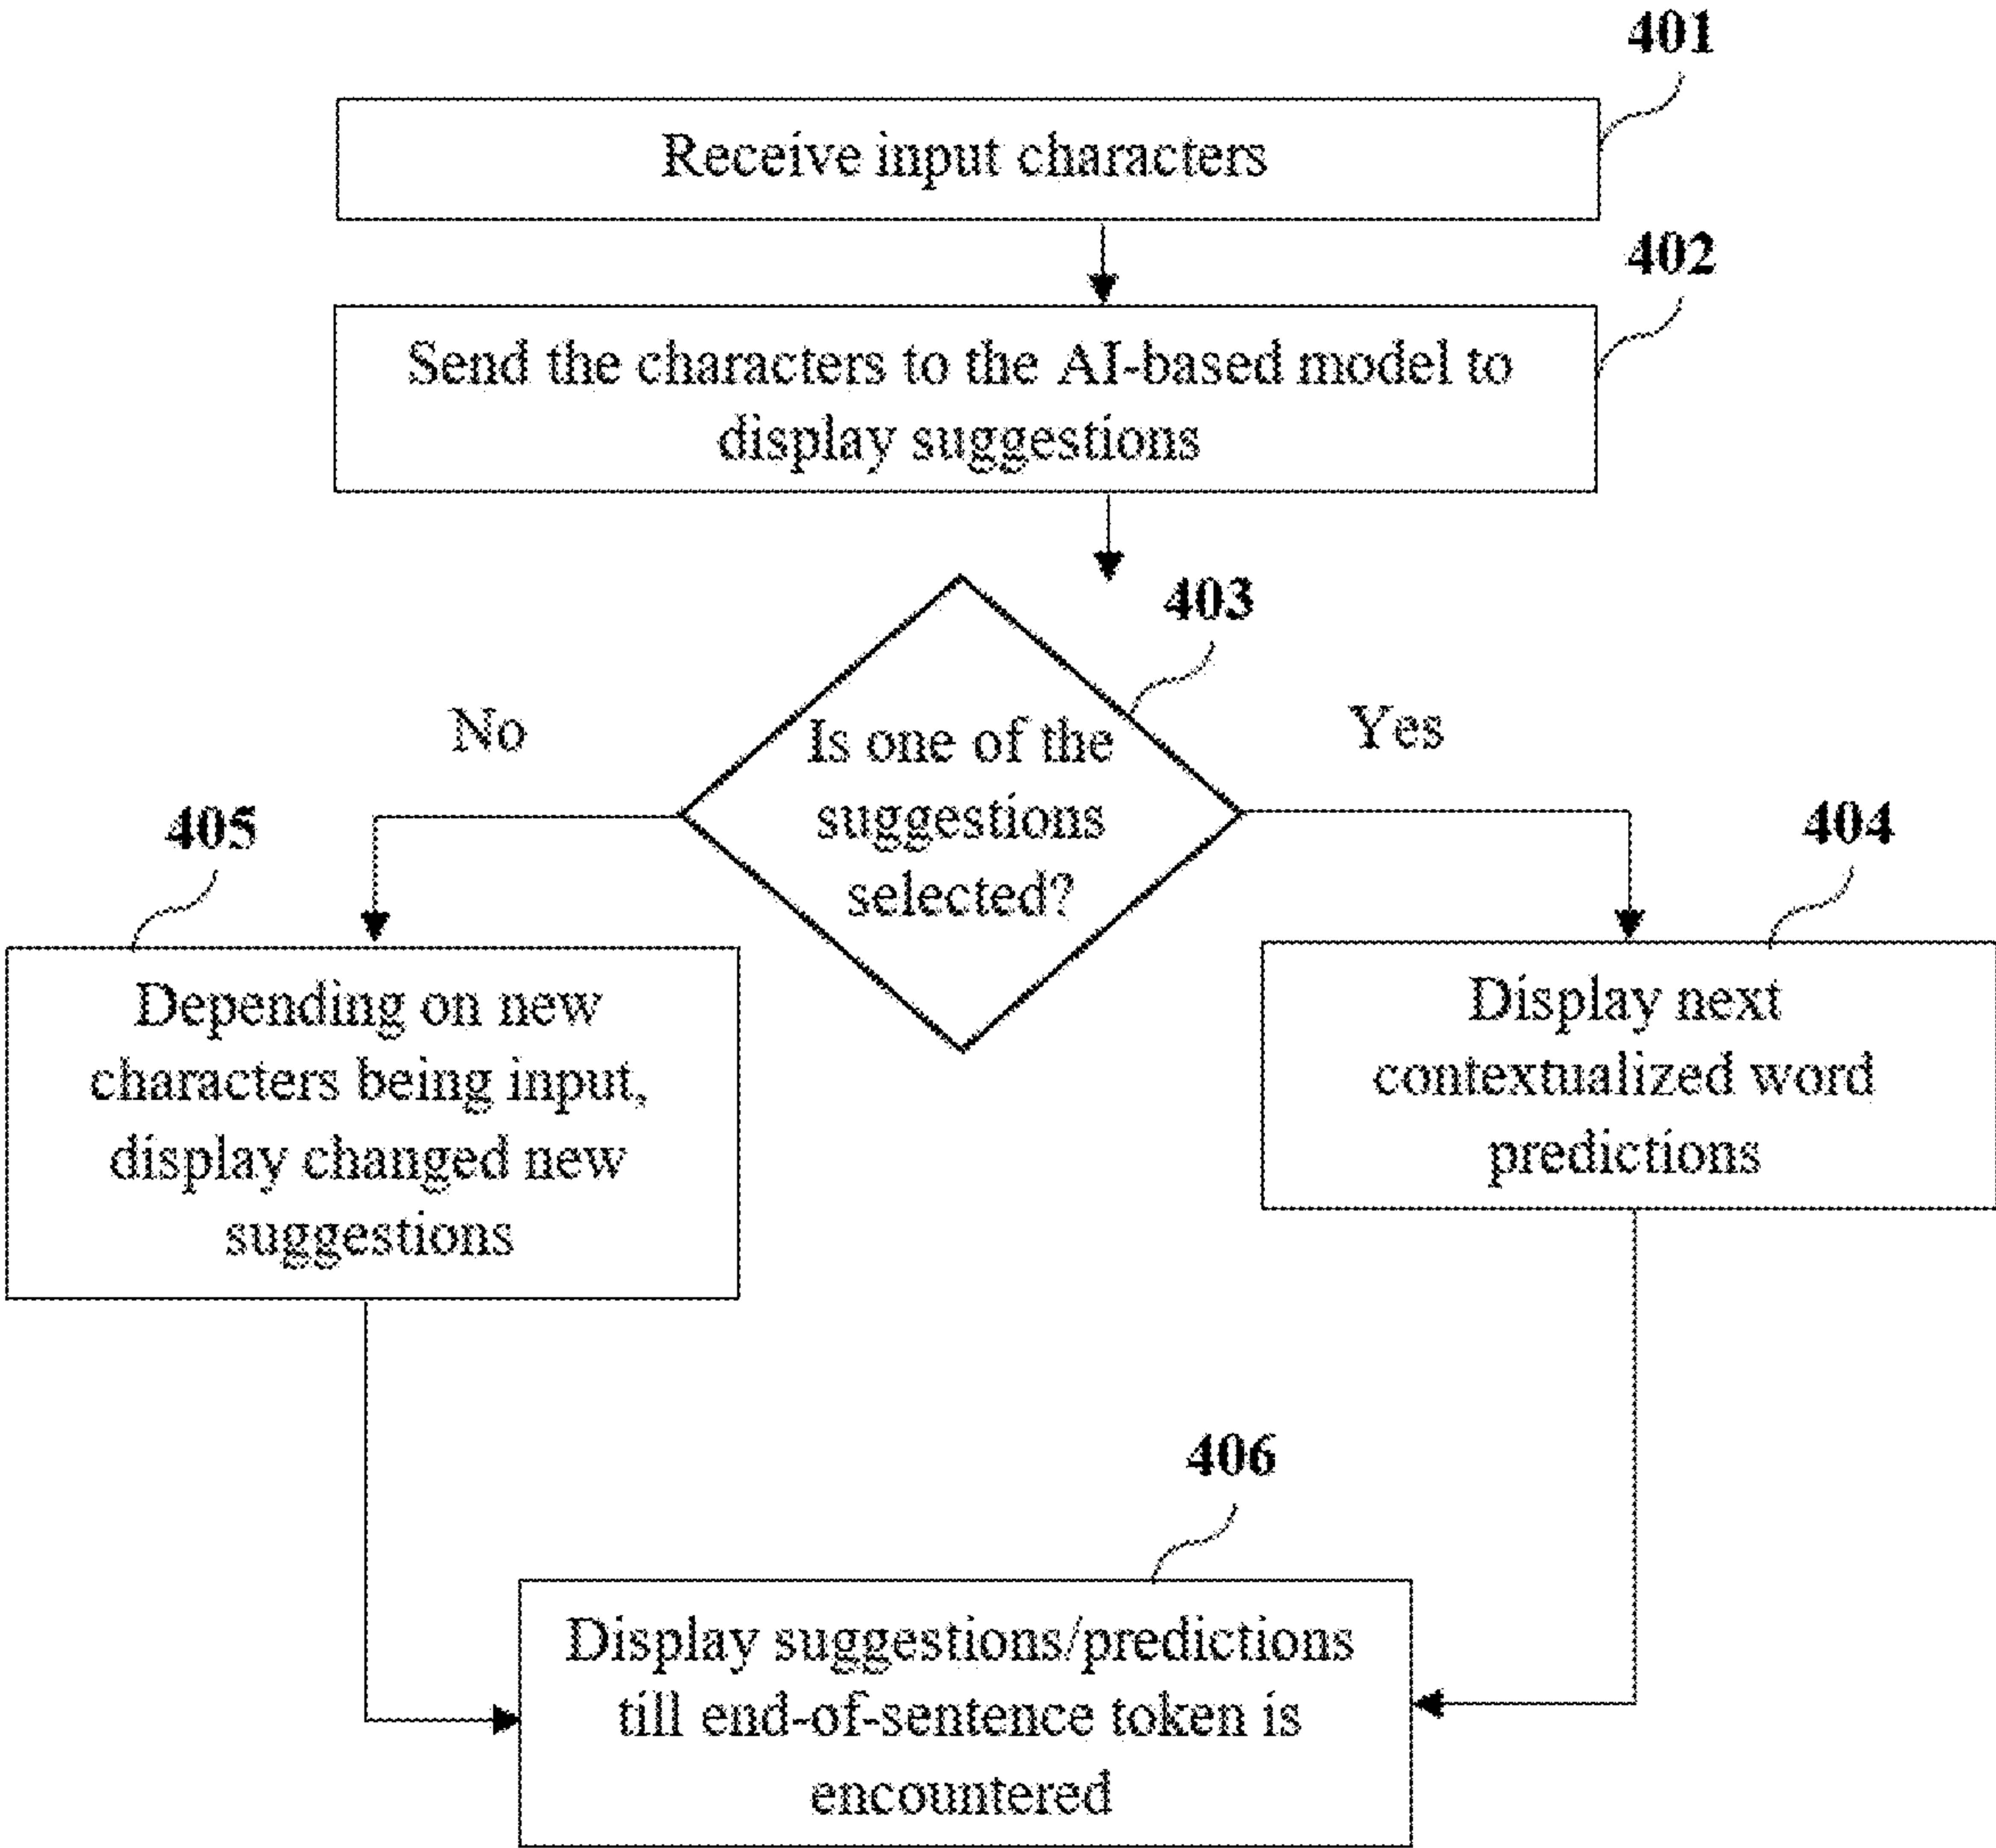 401
Receive input characters
402
Send the characters to the AI-based model to
display suggestions
403
No
Yes
Is one of the
suggestions
selected?
405
404
Depending on new
characters being input,
display changed new
suggestions
Display next
contextualized word
predictions
406
Display suggestions/predictions
till end-of-sentence token is
encountered